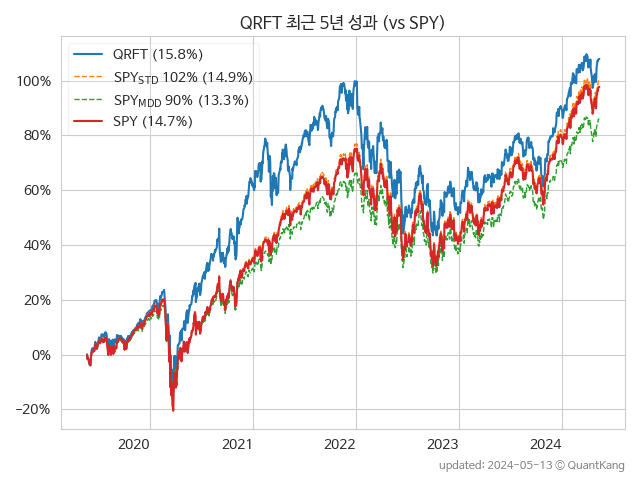 QRFT 최근 5년 성과 (vs SPY)
QRFT (15.8%)
SPY_STD 102% (14.9%)
SPY_MDD 90% (13.3%)
SPY (14.7%)
100%
80%
60%
40%
20%
0%
−20%
2020 2021 2022 2023 2024
updated: 2024-05-13 ⓒ QuantKang